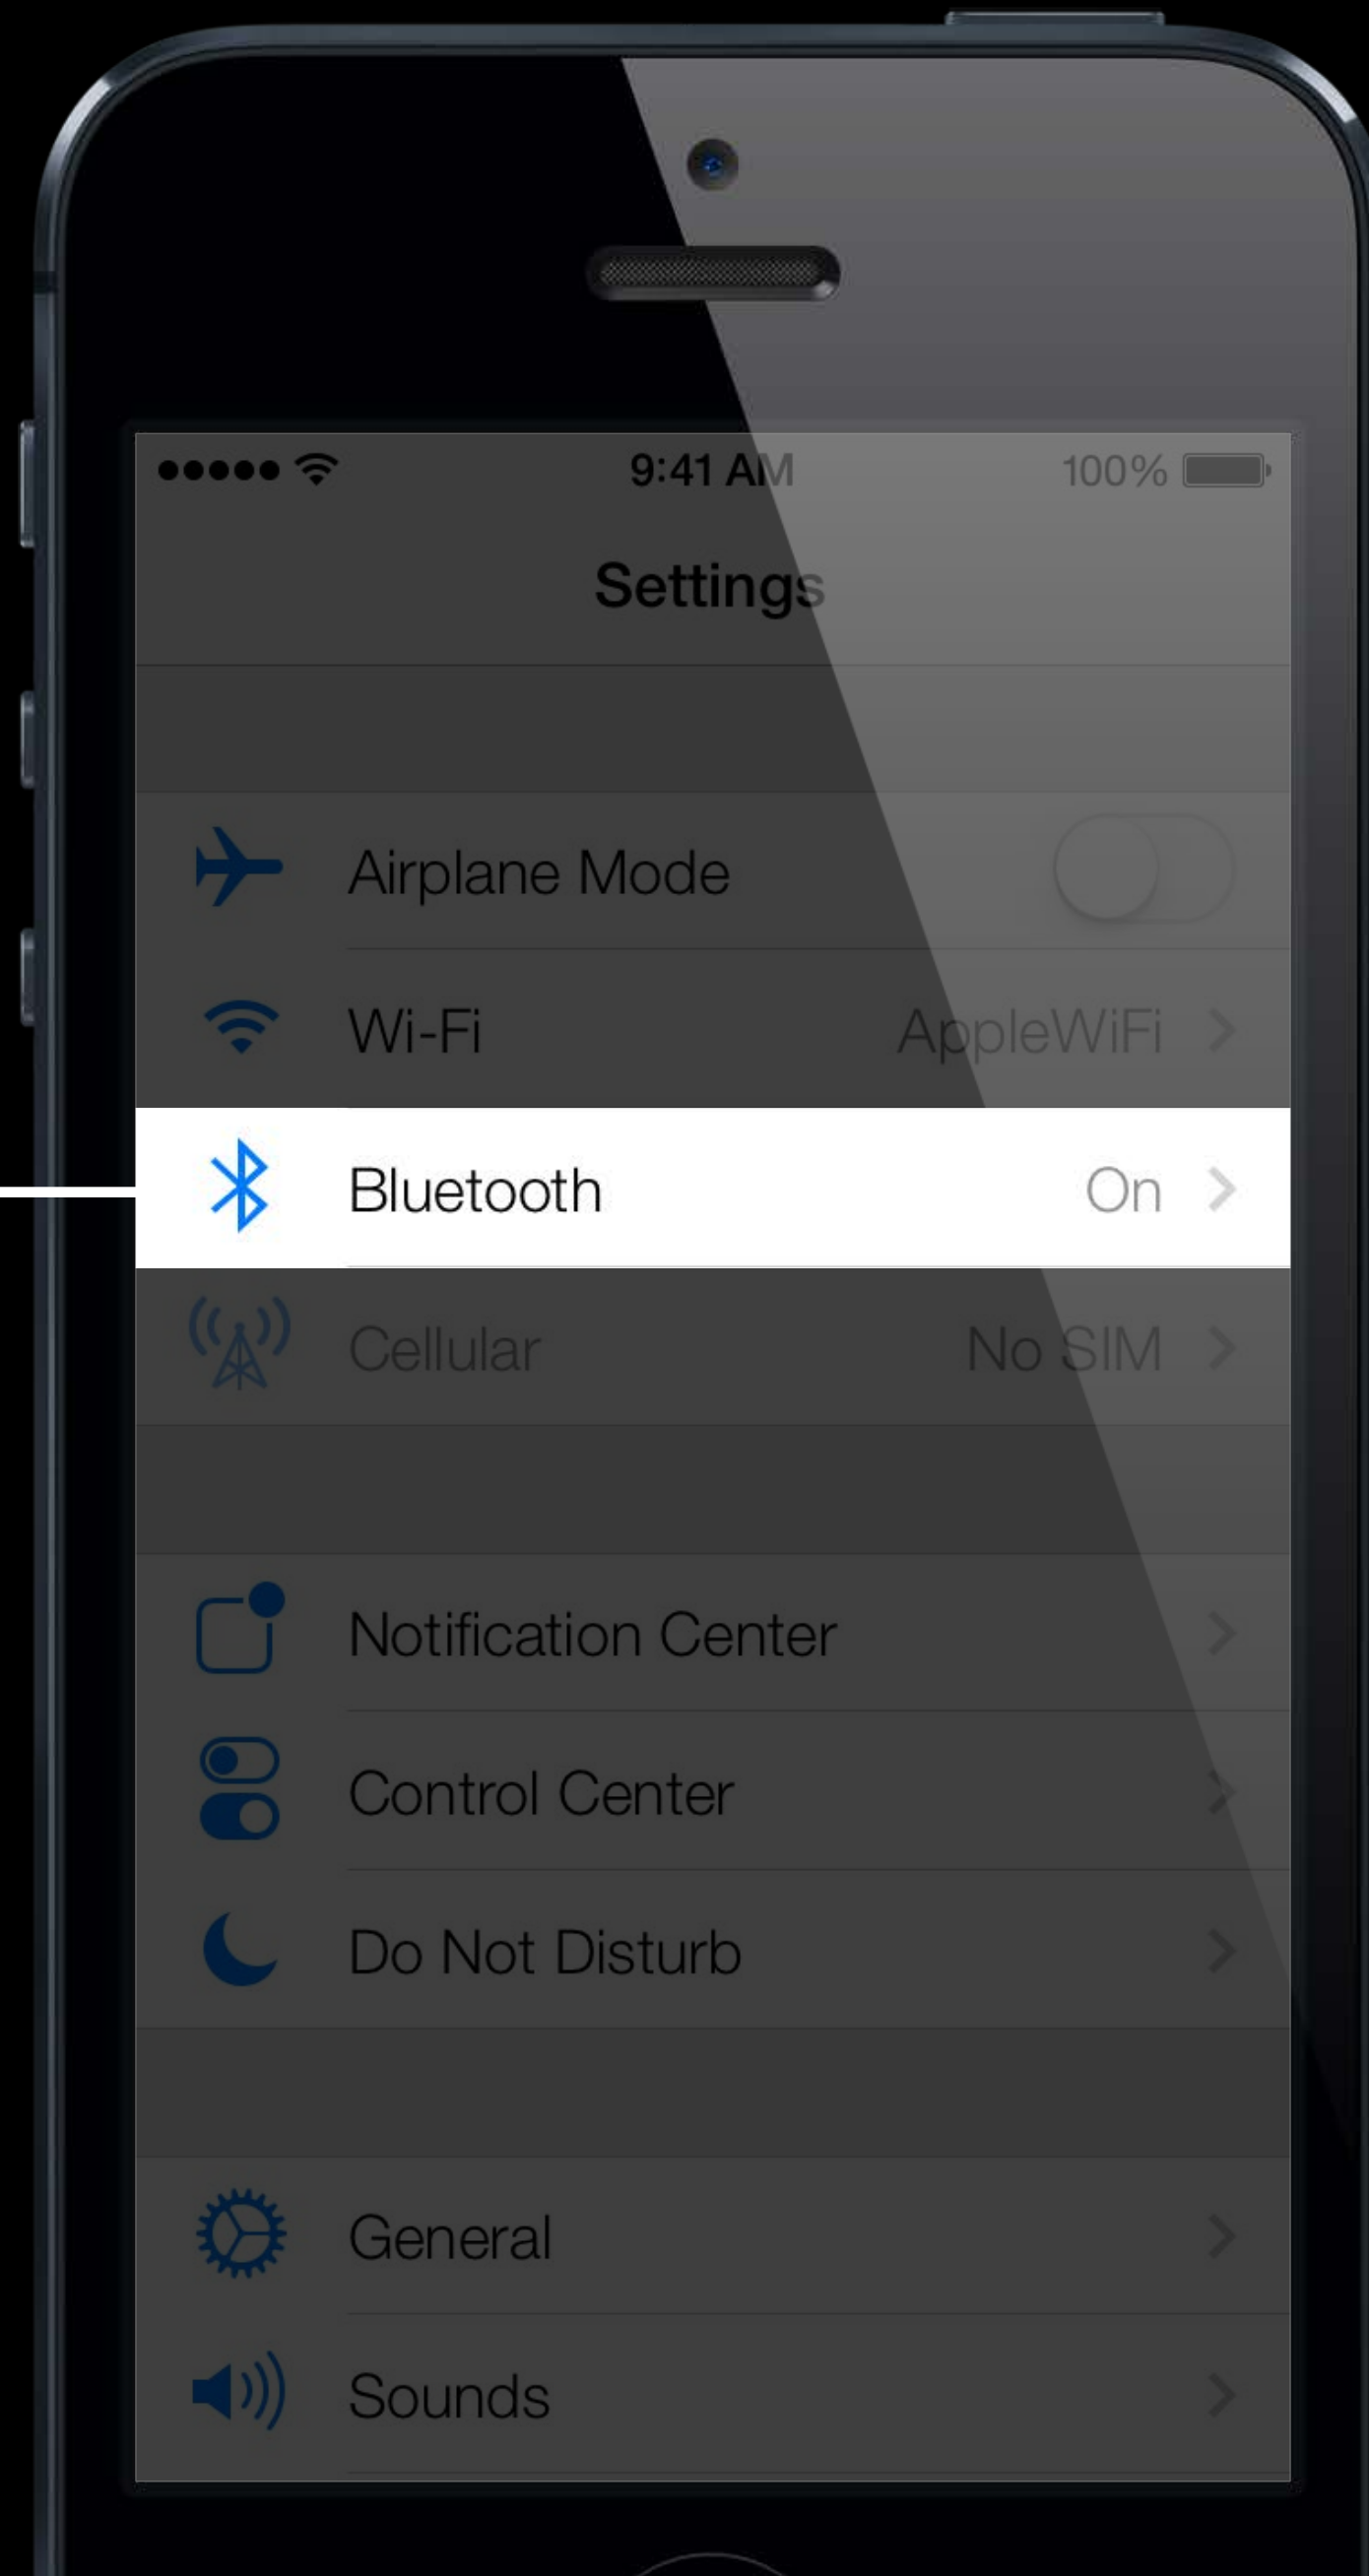 9:41 AM 100%
Settings
Airplane Mode
Wi-Fi AppleWiFi
Bluetooth On
Cellular No SIM
Notification Center
Control Center
Do Not Disturb
General
Sounds